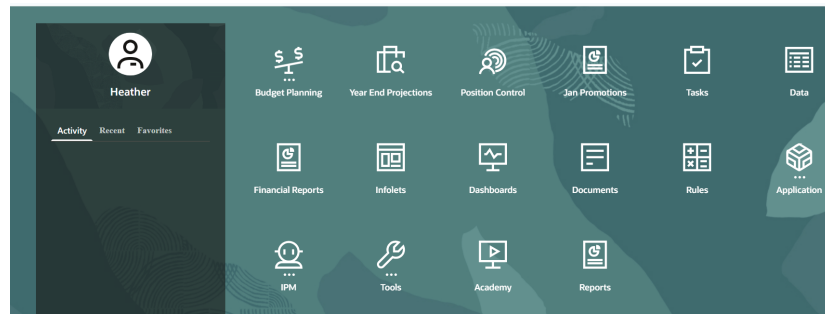 Heather
Activity Recent Favorites
Budget Planning Year End Projections Position Control Jan Promotions Tasks Data
Financial Reports Infolets Dashboards Documents Rules Application
IPM Tools Academy Reports